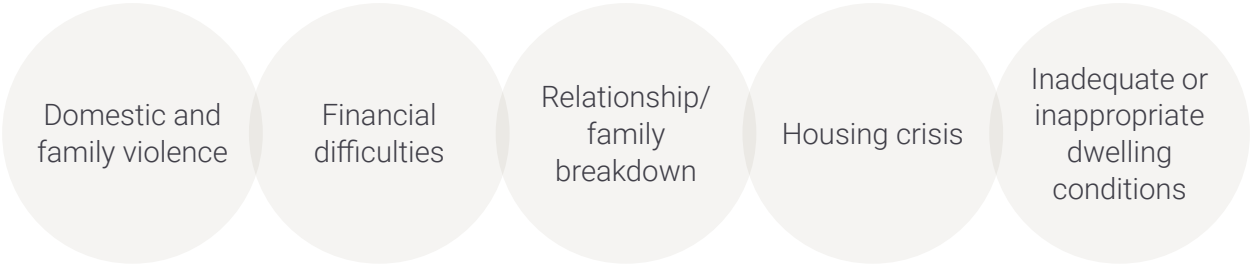 Domestic and
family violence
Financial
difficulties
Relationship/
family
breakdown
Housing crisis
Inadequate or
inappropriate
dwelling
conditions